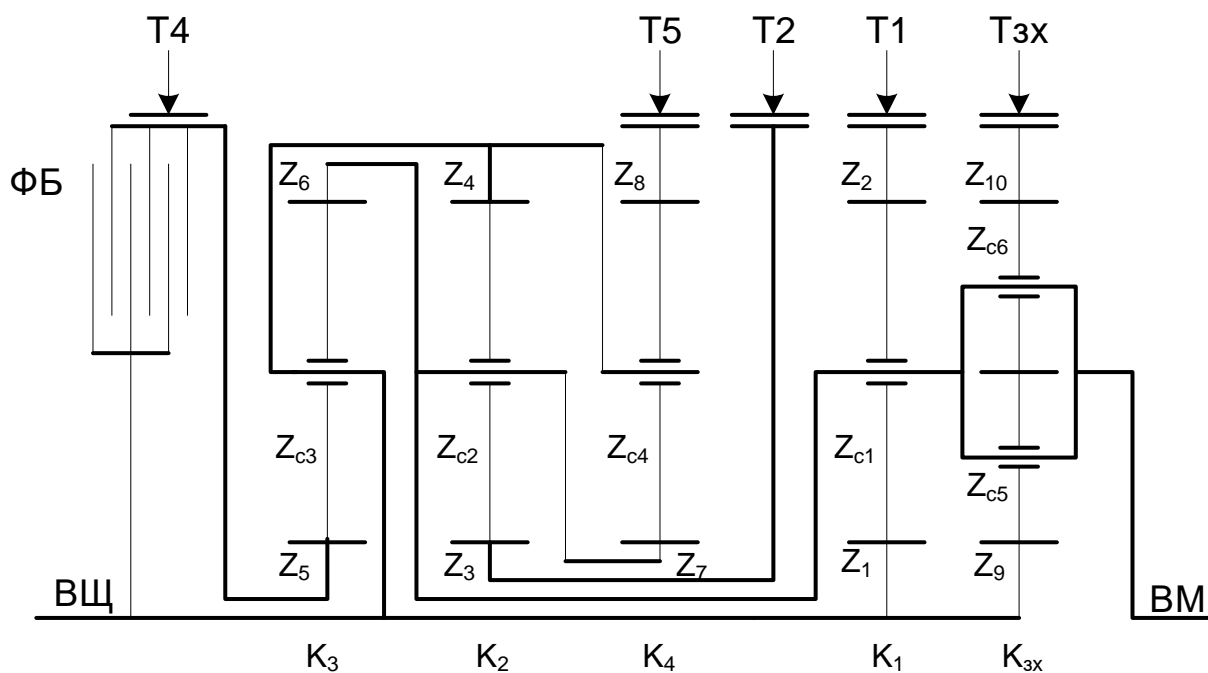 T4 T5 T2 T1 Tзх
ФБ Z6 Z4 Z8 Z2 Z10
Zc6
Zc3 Zc2 Zc4 Zc1
Zc5
Z5 Z3 Z7 Z1 Z9
ВЩ ВМ
K3 K2 K4 K1 Kзх